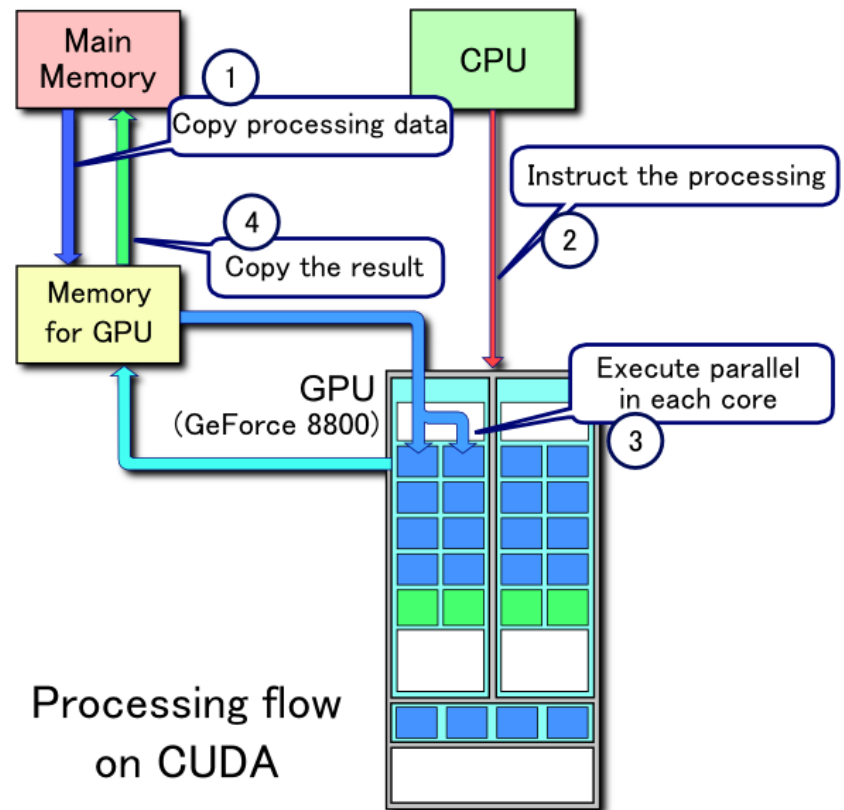 Main
Memory
CPU
1
Copy processing data
Instruct the processing
2
4
Copy the result
Memory
for GPU
GPU
(GeForce 8800)
Execute parallel
in each core
3
Processing flow
on CUDA